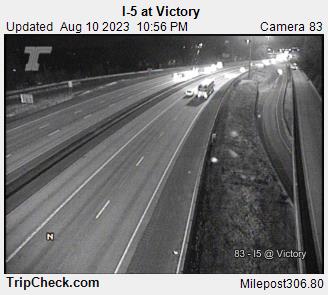 I-5 at Victory
Updated Aug 10 2023 10:56 PM Camera 83
T
N
83 - I5 @ Victory
TripCheck.com Milepost306.80